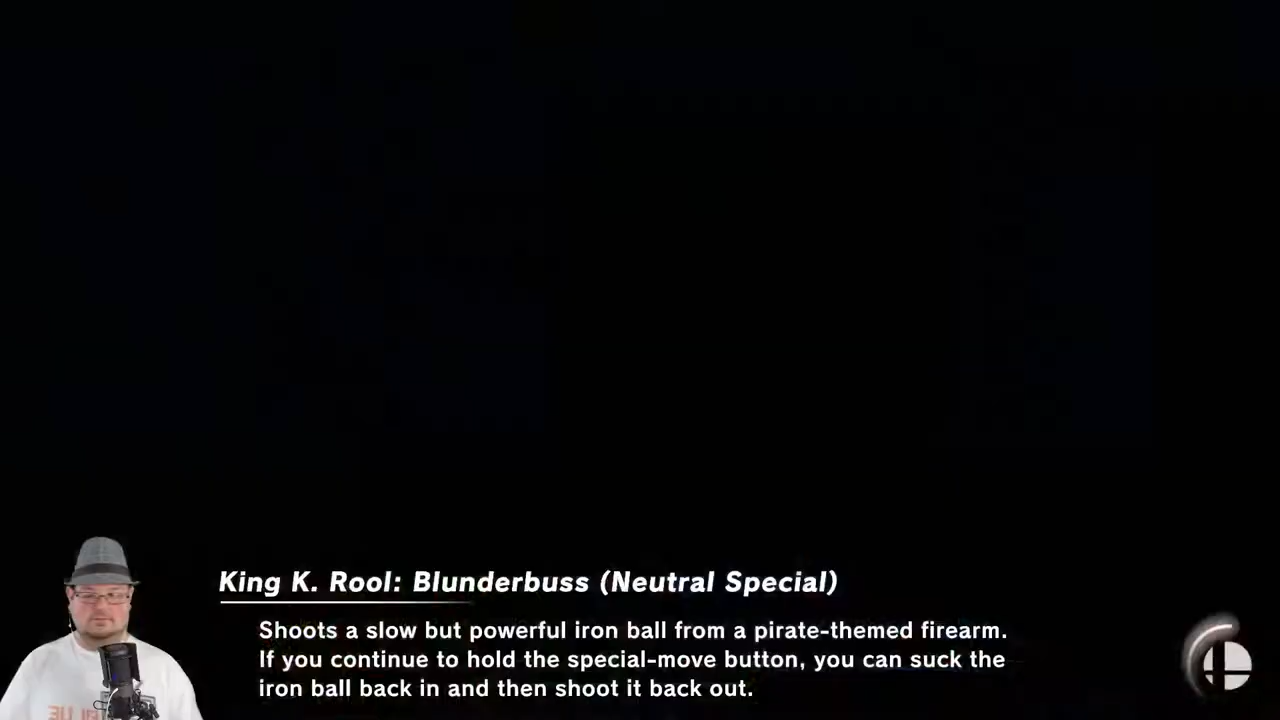 King K. Rool: Blunderbuss (Neutral Special)
Shoots a slow but powerful iron ball from a pirate-themed firearm.
If you continue to hold the special-move button, you can suck the
iron ball back in and then shoot it back out.